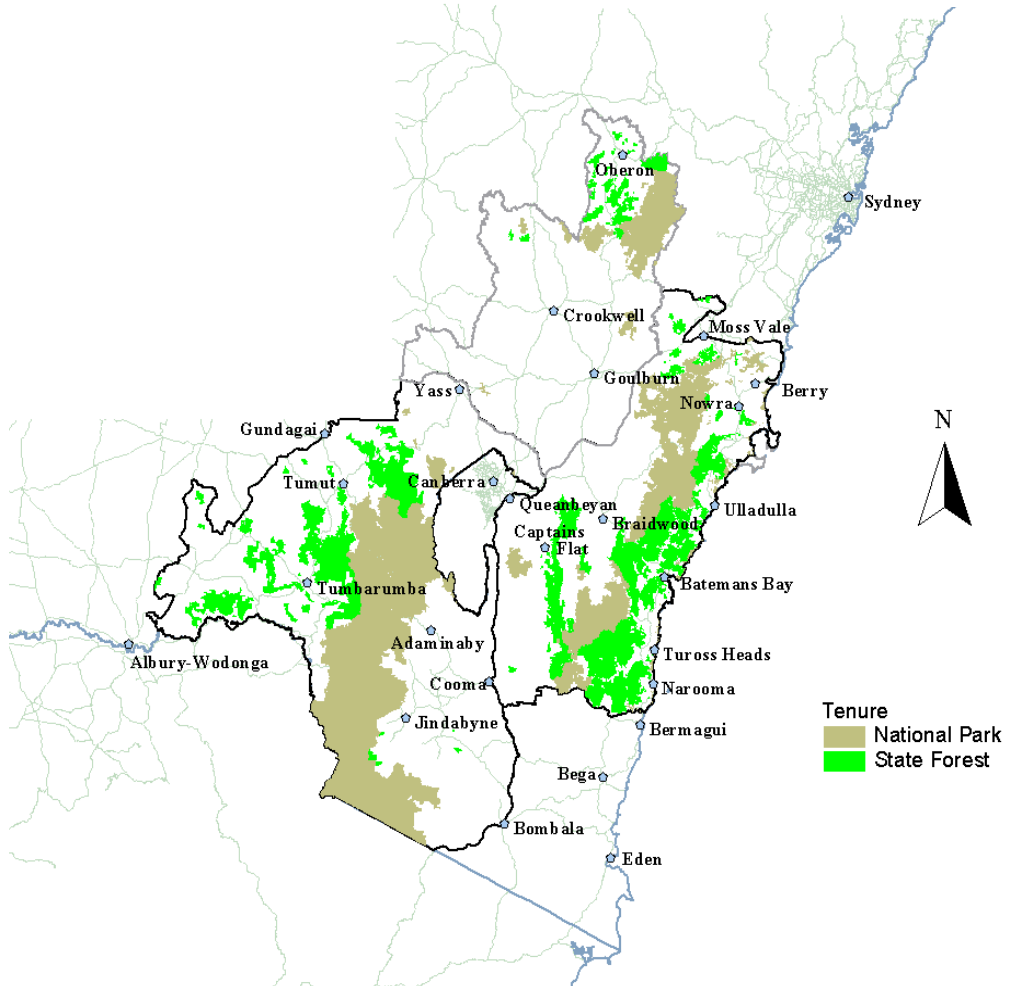 Oberon
Sydney
Crookwell
Moss Vale
Goulburn
Yass
Berry
Nowra
Gundagai
Tumut
Canberra
Queanbeyan
Ulladulla
Braidwood
Captains
Flat
Batemans Bay
Tumbarumba
Adaminaby
Albury-Wodonga
Tuross Heads
Cooma
Narooma
Jindabyne
Bermagui
Bega
Bombala
Eden
N
Tenure
National Park
State Forest